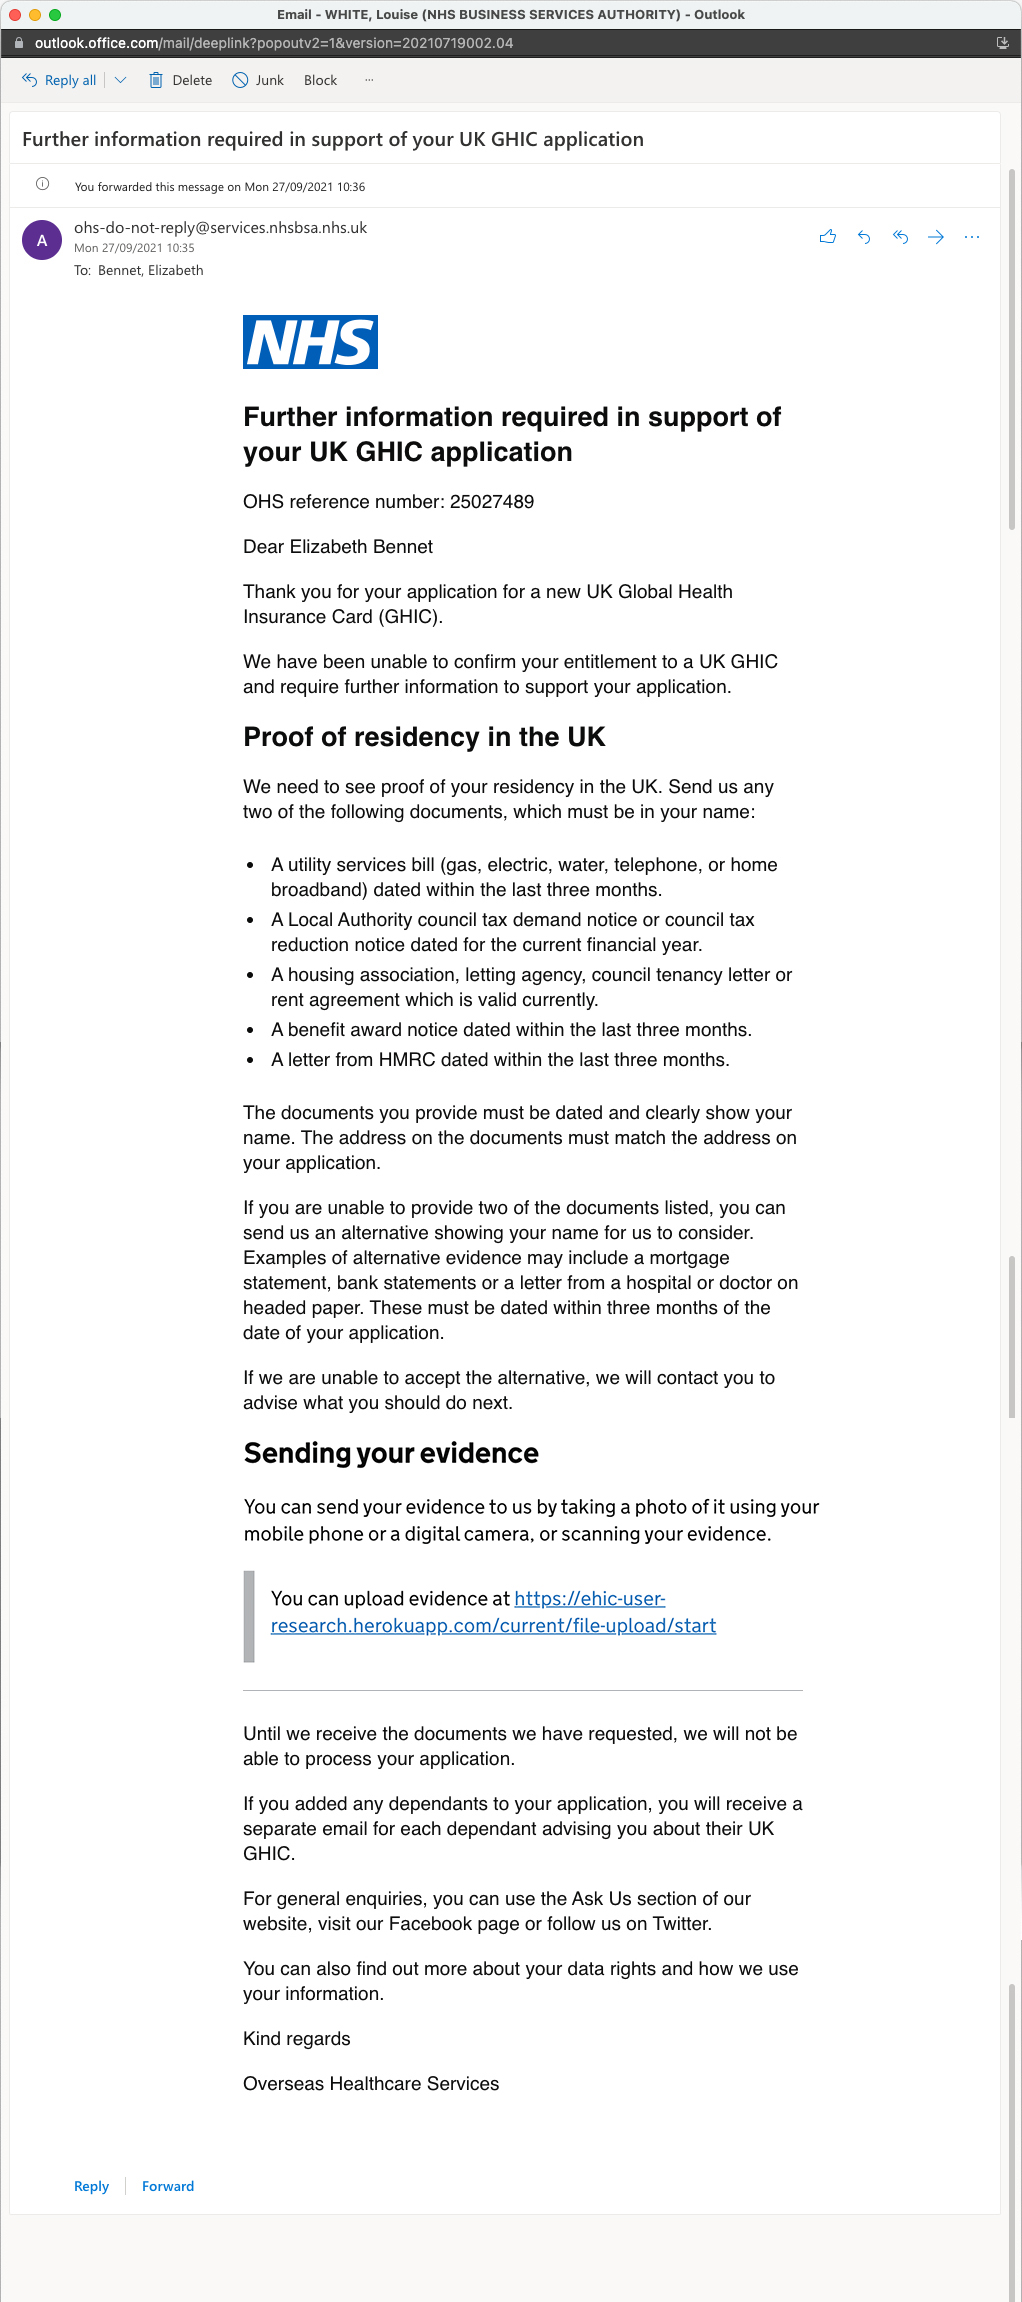 Email - WHITE, Louise (NHS BUSINESS SERVICES AUTHORITY) - Outlook
outlook.office.com/mail/deeplink?popoutv2=1&version=20210719002.04
Reply all Delete Junk Block ...
Further information required in support of your UK GHIC application
You forwarded this message on Mon 27/09/2021 10:36
A
ohs-do-not-reply@services.nhsbsa.nhs.uk
Mon 27/09/2021 10:35
To: Bennet, Elizabeth
NHS
Further information required in support of
your UK GHIC application
OHS reference number: 25027489
Dear Elizabeth Bennet
Thank you for your application for a new UK Global Health
Insurance Card (GHIC).
We have been unable to confirm your entitlement to a UK GHIC
and require further information to support your application.
Proof of residency in the UK
We need to see proof of your residency in the UK. Send us any
two of the following documents, which must be in your name:
• A utility services bill (gas, electric, water, telephone, or home
broadband) dated within the last three months.
• A Local Authority council tax demand notice or council tax
reduction notice dated for the current financial year.
• A housing association, letting agency, council tenancy letter or
rent agreement which is valid currently.
• A benefit award notice dated within the last three months.
• A letter from HMRC dated within the last three months.
The documents you provide must be dated and clearly show your
name. The address on the documents must match the address on
your application.
If you are unable to provide two of the documents listed, you can
send us an alternative showing your name for us to consider.
Examples of alternative evidence may include a mortgage
statement, bank statements or a letter from a hospital or doctor on
headed paper. These must be dated within three months of the
date of your application.
If we are unable to accept the alternative, we will contact you to
advise what you should do next.
Sending your evidence
You can send your evidence to us by taking a photo of it using your
mobile phone or a digital camera, or scanning your evidence.
You can upload evidence at https://ehic-user-
research.herokuapp.com/current/file-upload/start
Until we receive the documents we have requested, we will not be
able to process your application.
If you added any dependants to your application, you will receive a
separate email for each dependant advising you about their UK
GHIC.
For general enquiries, you can use the Ask Us section of our
website, visit our Facebook page or follow us on Twitter.
You can also find out more about your data rights and how we use
your information.
Kind regards
Overseas Healthcare Services
Reply Forward